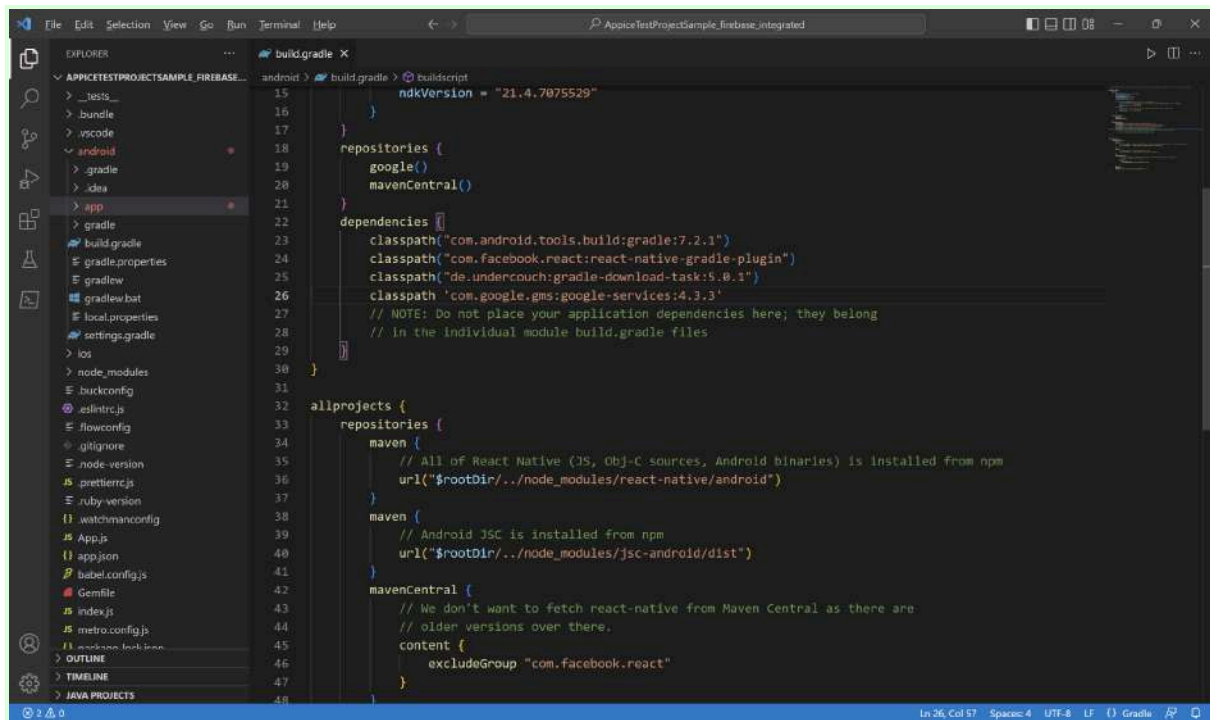 File Edit Selection View Go Run Terminal Help
AppiceTestProjectSample_firebase_integrated
EXPLORER
build.gradle
APPICETESTPROJECTSAMPLE_FIREBASE...
android > build.gradle > buildscript
__tests__
.bundle
.vscode
android
.gradle
.idea
app
gradle
build.gradle
gradle.properties
gradlew
gradlew.bat
local.properties
settings.gradle
ios
node_modules
.buckconfig
.eslintrc.js
.flowconfig
.gitignore
.node-version
JS .prettierrc.js
.ruby-version
{} .watchmanconfig
JS App.js
{} app.json
babel.config.js
Gemfile
JS index.js
JS metro.config.js
{} package-lock.json
OUTLINE
TIMELINE
JAVA PROJECTS
15 ndkVersion = "21.4.7075529"
16 }
17 }
18 repositories {
19 google()
20 mavenCentral()
21 }
22 dependencies {
23 classpath("com.android.tools.build:gradle:7.2.1")
24 classpath("com.facebook.react:react-native-gradle-plugin")
25 classpath("de.undercouch:gradle-download-task:5.0.1")
26 classpath 'com.google.gms:google-services:4.3.3'
27 // NOTE: Do not place your application dependencies here; they belong
28 // in the individual module build.gradle files
29 }
30 }
31
32 allprojects {
33 repositories {
34 maven {
35 // All of React Native (JS, Obj-C sources, Android binaries) is installed from npm
36 url("$rootDir/../node_modules/react-native/android")
37 }
38 maven {
39 // Android JSC is installed from npm
40 url("$rootDir/../node_modules/jsc-android/dist")
41 }
42 mavenCentral {
43 // We don't want to fetch react-native from Maven Central as there are
44 // older versions over there.
45 content {
46 excludeGroup "com.facebook.react"
47 }
48 }
2 0 Ln 26, Col 57 Spaces: 4 UTF-8 LF {} Gradle